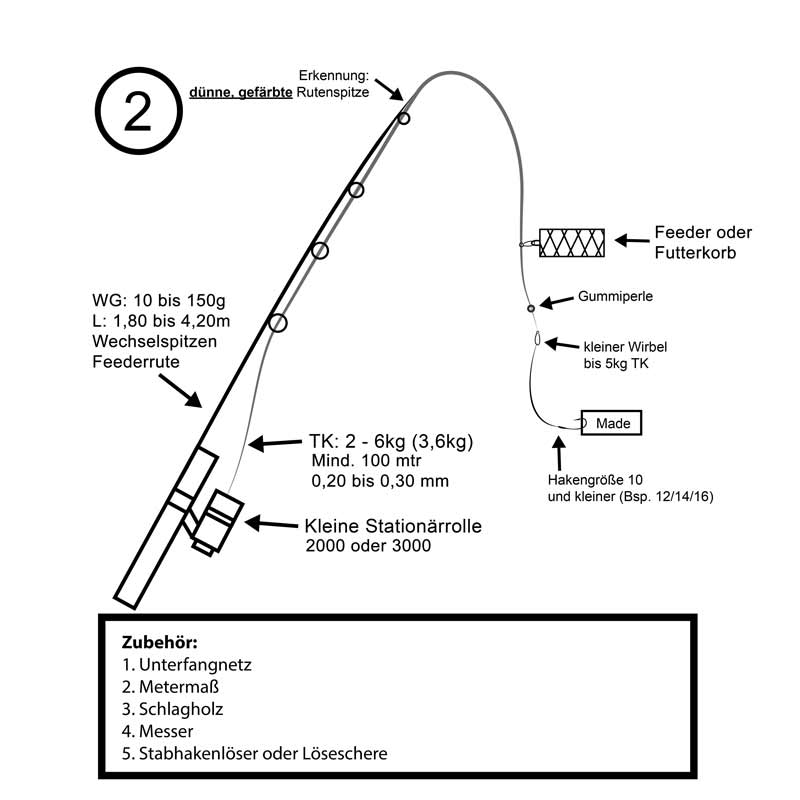 2
Erkennung:
dünne, gefärbte Rutenspitze
Feeder oder
Futterkorb
Gummiperle
kleiner Wirbel
bis 5kg TK
Made
Hakengröße 10
und kleiner (Bsp. 12/14/16)
WG: 10 bis 150g
L: 1,80 bis 4,20m
Wechselspitzen
Feederrute
TK: 2 - 6kg (3,6kg)
Mind. 100 mtr
0,20 bis 0,30 mm
Kleine Stationärrolle
2000 oder 3000
Zubehör:
1. Unterfangnetz
2. Metermaß
3. Schlagholz
4. Messer
5. Stabhakenlöser oder Löseschere